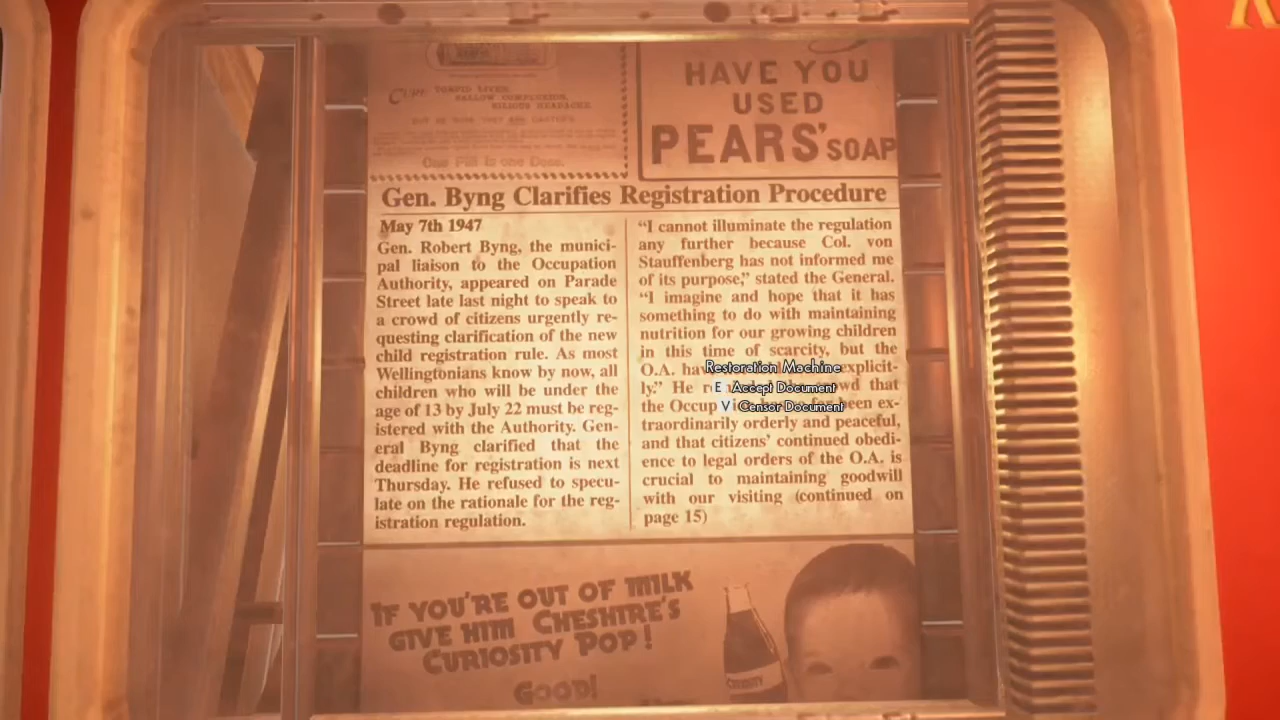 Cure TORPID LIVER,
SALLOW COMPLEXION,
BILIOUS HEADACHE.
One Pill is one Dose.
HAVE YOU
USED
PEARS' SOAP
Gen. Byng Clarifies Registration Procedure
May 7th 1947
Gen. Robert Byng, the munici-
pal liaison to the Occupation
Authority, appeared on Parade
Street late last night to speak to
a crowd of citizens urgently re-
questing clarification of the new
child registration rule. As most
Wellingtonians know by now, all
children who will be under the
age of 13 by July 22 must be reg-
istered with the Authority. Gen-
eral Byng clarified that the
deadline for registration is next
Thursday. He refused to specu-
late on the rationale for the reg-
istration regulation.
“I cannot illuminate the regulation
any further because Col. von
Stauffenberg has not informed me
of its purpose,” stated the General.
“I imagine and hope that it has
something to do with maintaining
nutrition for our growing children
in this time of scarcity, but the
O.A. explicit-
ly.” He that
the been ex-
traordinarily orderly and peaceful,
and that citizens’ continued obedi-
ence to legal orders of the O.A. is
crucial to maintaining goodwill
with our visiting (continued on
page 15)
Restoration Machine
E Accept Document
V Censor Document
IF YOU'RE OUT OF MILK
GIVE HIM CHESHIRE'S
CURIOSITY POP!
GOOD!